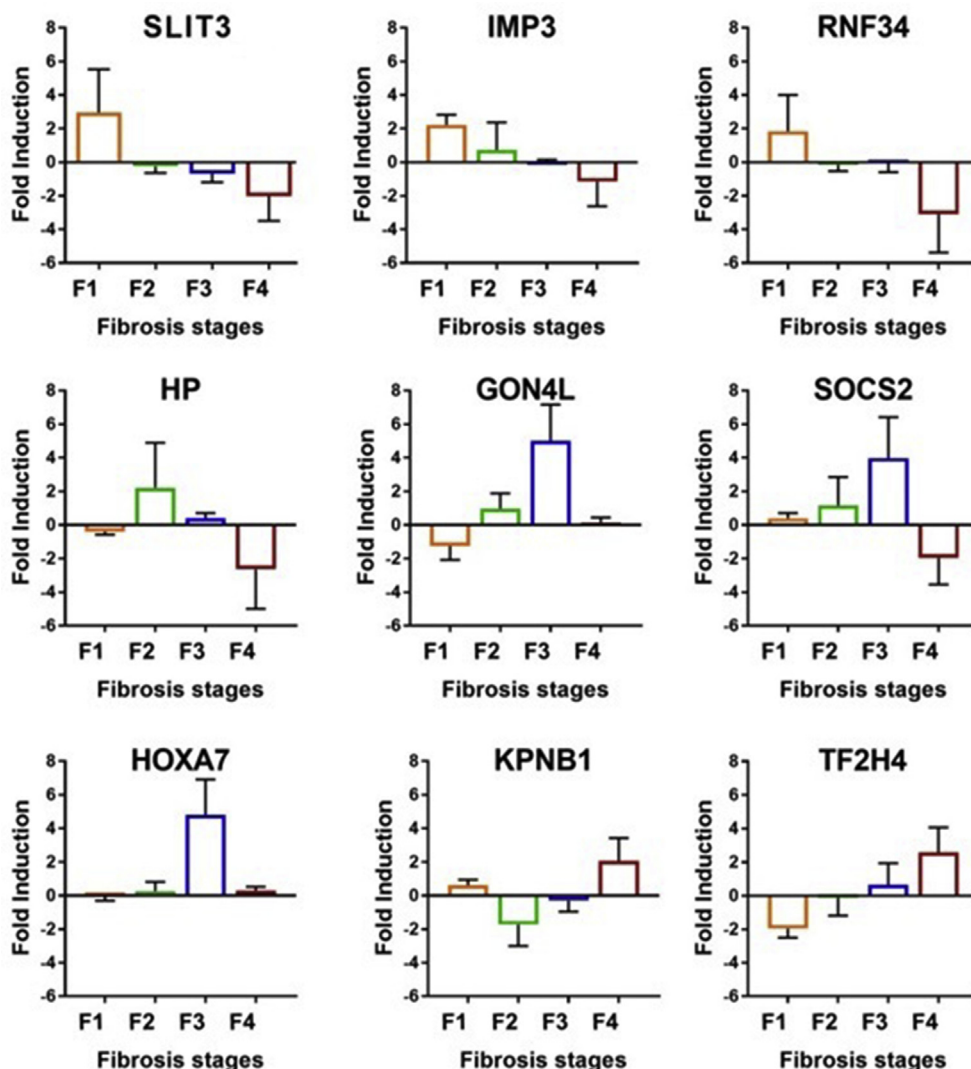 SLIT3
Fold Induction
8
6
4
2
0
-2
-4
-6
F1 F2 F3 F4
Fibrosis stages
IMP3
Fold Induction
8
6
4
2
0
-2
-4
-6
F1 F2 F3 F4
Fibrosis stages
RNF34
Fold Induction
8
6
4
2
0
-2
-4
-6
F1 F2 F3 F4
Fibrosis stages
HP
Fold Induction
8
6
4
2
0
-2
-4
-6
F1 F2 F3 F4
Fibrosis stages
GON4L
Fold Induction
8
6
4
2
0
-2
-4
-6
F1 F2 F3 F4
Fibrosis stages
SOCS2
Fold Induction
8
6
4
2
0
-2
-4
-6
F1 F2 F3 F4
Fibrosis stages
HOXA7
Fold Induction
8
6
4
2
0
-2
-4
-6
F1 F2 F3 F4
Fibrosis stages
KPNB1
Fold Induction
8
6
4
2
0
-2
-4
-6
F1 F2 F3 F4
Fibrosis stages
TF2H4
Fold Induction
8
6
4
2
0
-2
-4
-6
F1 F2 F3 F4
Fibrosis stages